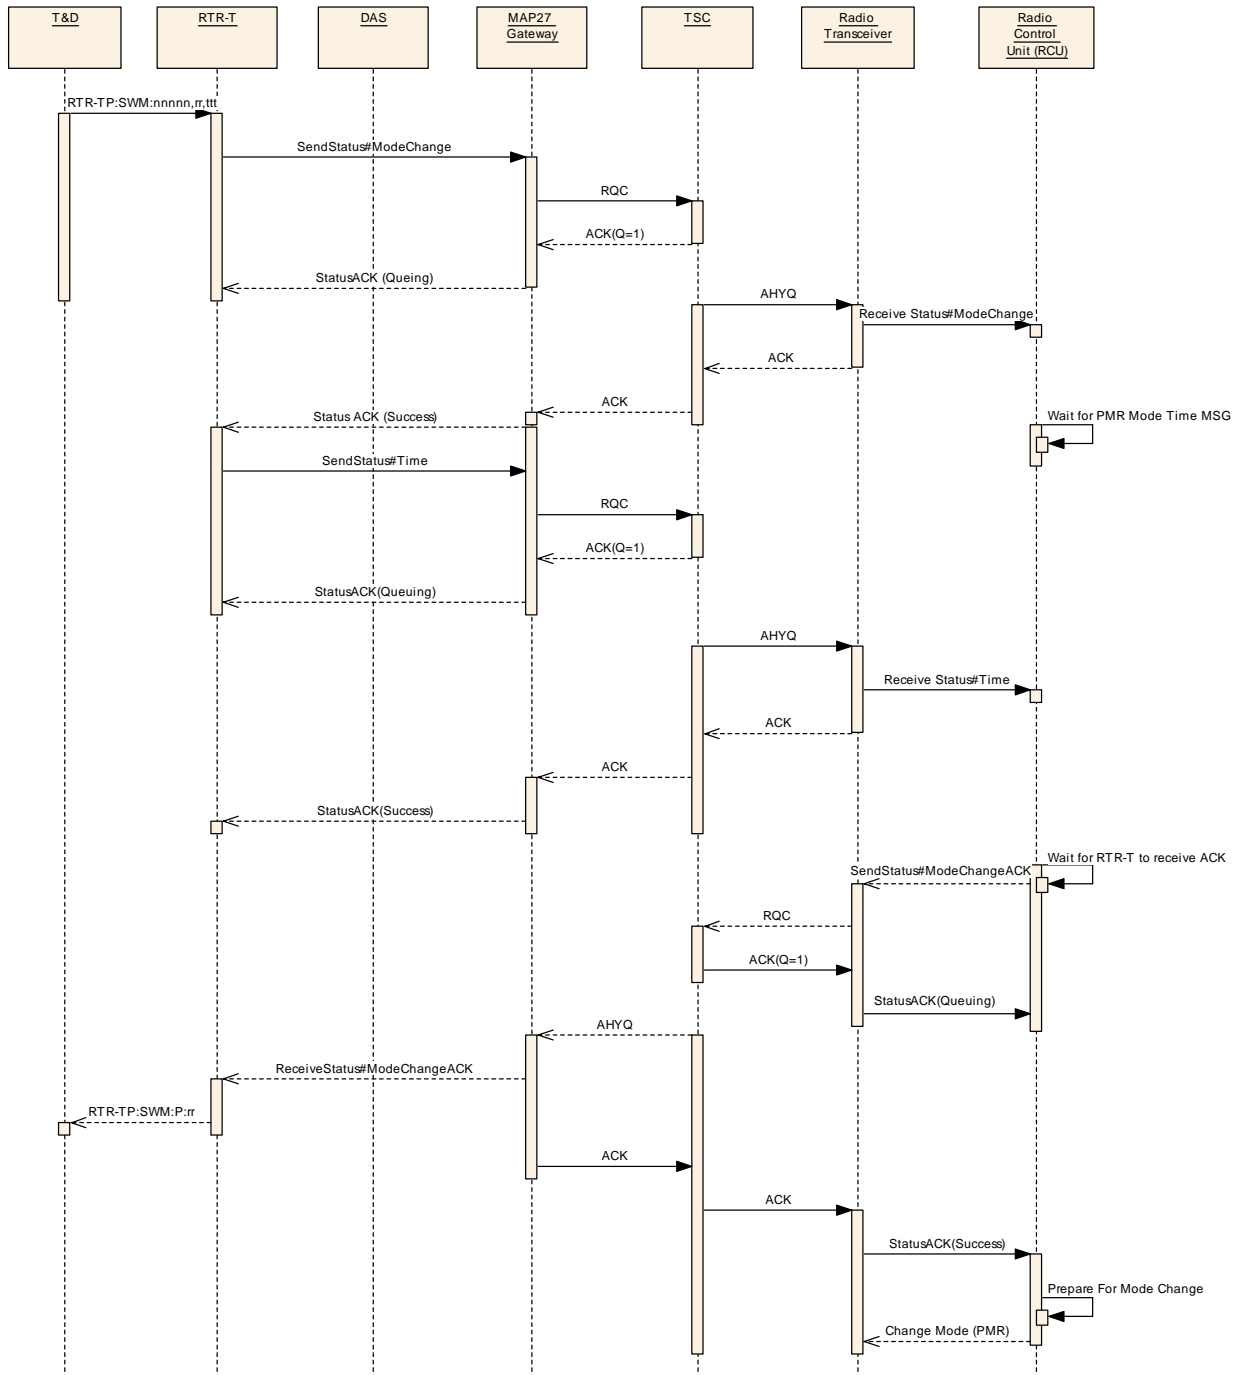 T&D
RTR-T
DAS
MAP27
Gateway
TSC
Radio
Transceiver
Radio
Control
Unit (RCU)
RTR-TP:SWM:nnnnn,rr,ttt
SendStatus#ModeChange
RQC
ACK(Q=1)
StatusACK (Queing)
AHYQ
Receive Status#ModeChange
ACK
ACK
Status ACK (Success)
Wait for PMR Mode Time MSG
SendStatus#Time
RQC
ACK(Q=1)
StatusACK(Queuing)
AHYQ
Receive Status#Time
ACK
ACK
StatusACK(Success)
Wait for RTR-T to receive ACK
SendStatus#ModeChangeACK
RQC
ACK(Q=1)
StatusACK(Queuing)
AHYQ
ReceiveStatus#ModeChangeACK
RTR-TP:SWM:P:rr
ACK
ACK
StatusACK(Success)
Prepare For Mode Change
Change Mode (PMR)